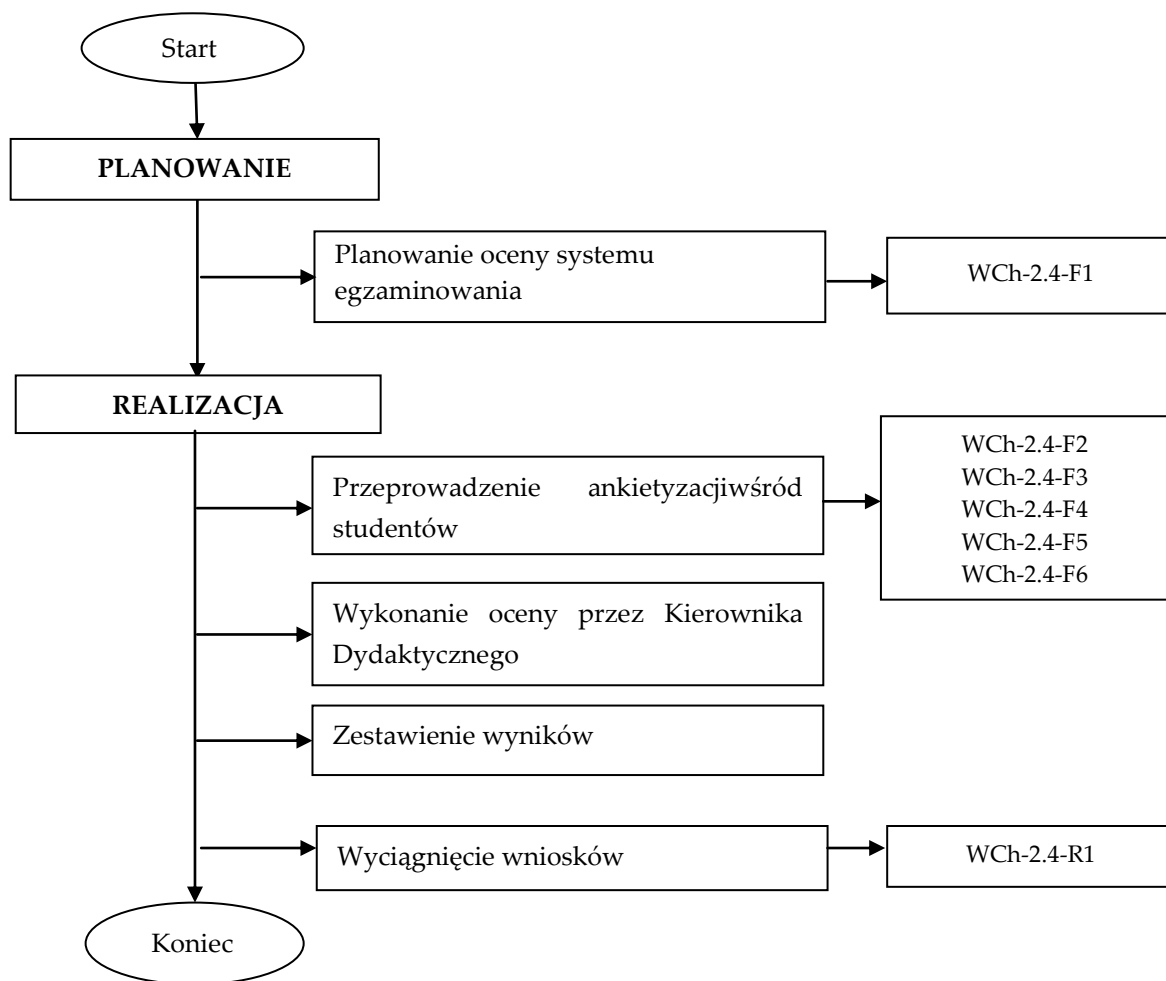 Start
PLANOWANIE
Planowanie oceny systemu
egzaminowania
WCh-2.4-F1
REALIZACJA
Przeprowadzenie ankietyzacjiwśród
studentów
WCh-2.4-F2
WCh-2.4-F3
WCh-2.4-F4
WCh-2.4-F5
WCh-2.4-F6
Wykonanie oceny przez Kierownika
Dydaktycznego
Zestawienie wyników
Wyciągnięcie wniosków
WCh-2.4-R1
Koniec